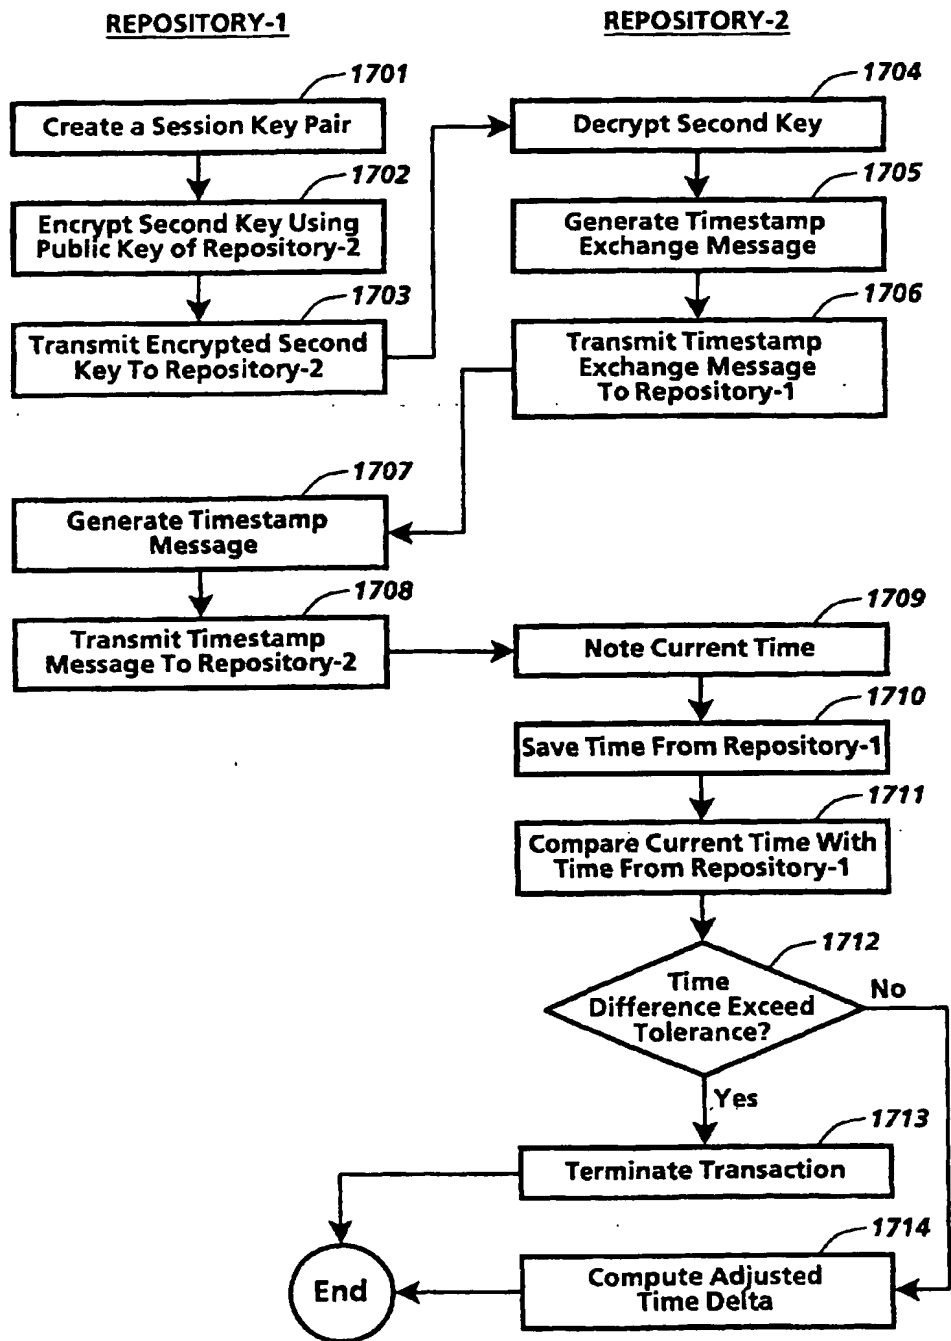 REPOSITORY-1
REPOSITORY-2
1701
Create a Session Key Pair
1702
Encrypt Second Key Using
Public Key of Repository-2
1703
Transmit Encrypted Second
Key To Repository-2
1704
Decrypt Second Key
1705
Generate Timestamp
Exchange Message
1706
Transmit Timestamp
Exchange Message
To Repository-1
1707
Generate Timestamp
Message
1708
Transmit Timestamp
Message To Repository-2
1709
Note Current Time
1710
Save Time From Repository-1
1711
Compare Current Time With
Time From Repository-1
1712
Time
Difference Exceed
Tolerance?
No
Yes
1713
Terminate Transaction
1714
Compute Adjusted
Time Delta
End